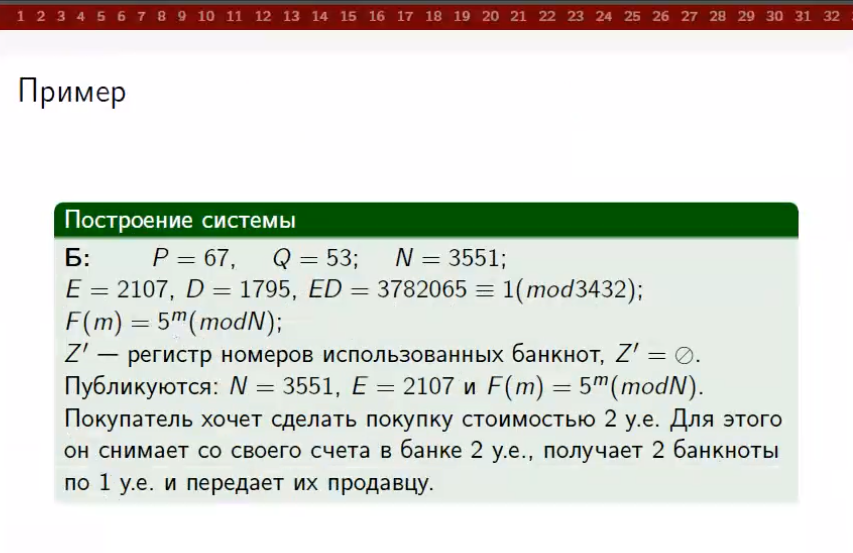 1 2 3 4 5 6 7 8 9 10 11 12 13 14 15 16 17 18 19 20 21 22 23 24 25 26 27 28 29 30 31 32
Пример
Построение системы
Б: P = 67, Q = 53; N = 3551;
E = 2107, D = 1795, ED = 3782065 ≡ 1(mod3432);
F(m) = 5^m(modN);
Z′ — регистр номеров использованных банкнот, Z′ = ∅.
Публикуются: N = 3551, E = 2107 и F(m) = 5^m(modN).
Покупатель хочет сделать покупку стоимостью 2 у.е. Для этого
он снимает со своего счета в банке 2 у.е., получает 2 банкноты
по 1 у.е. и передает их продавцу.